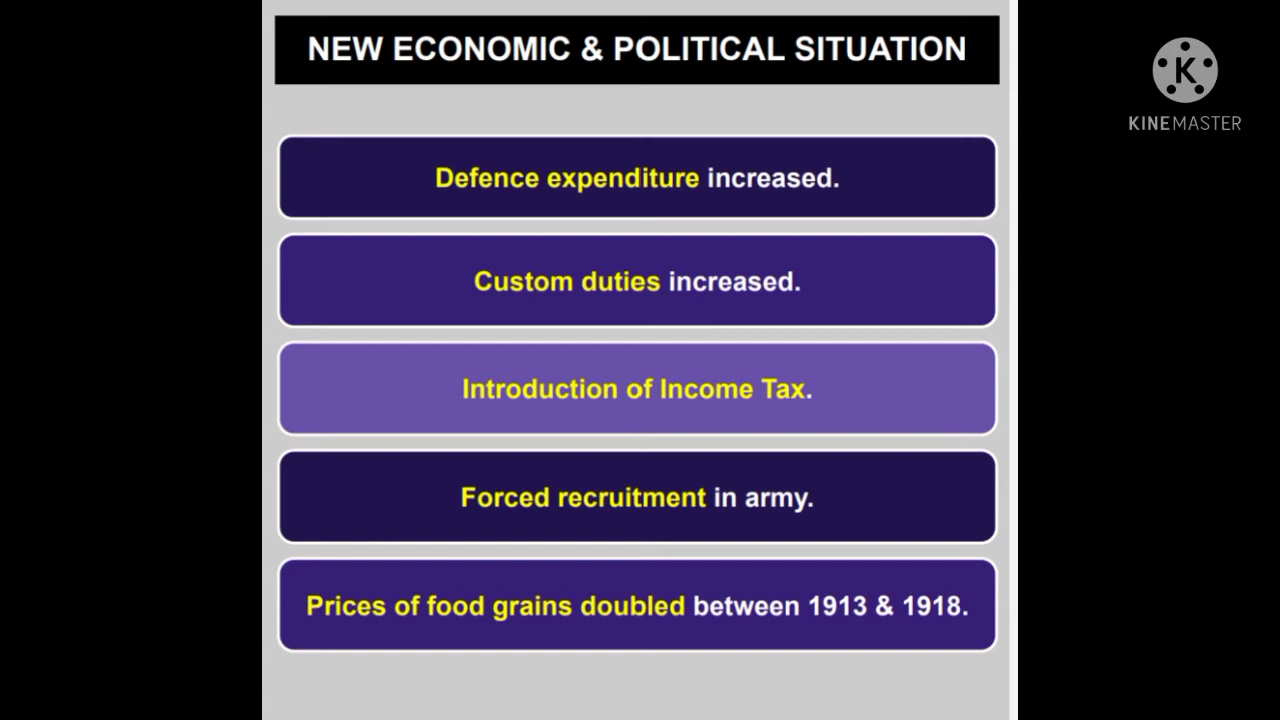 NEW ECONOMIC & POLITICAL SITUATION
K
KINEMASTER
Defence expenditure increased.
Custom duties increased.
Introduction of Income Tax.
Forced recruitment in army.
Prices of food grains doubled between 1913 & 1918.